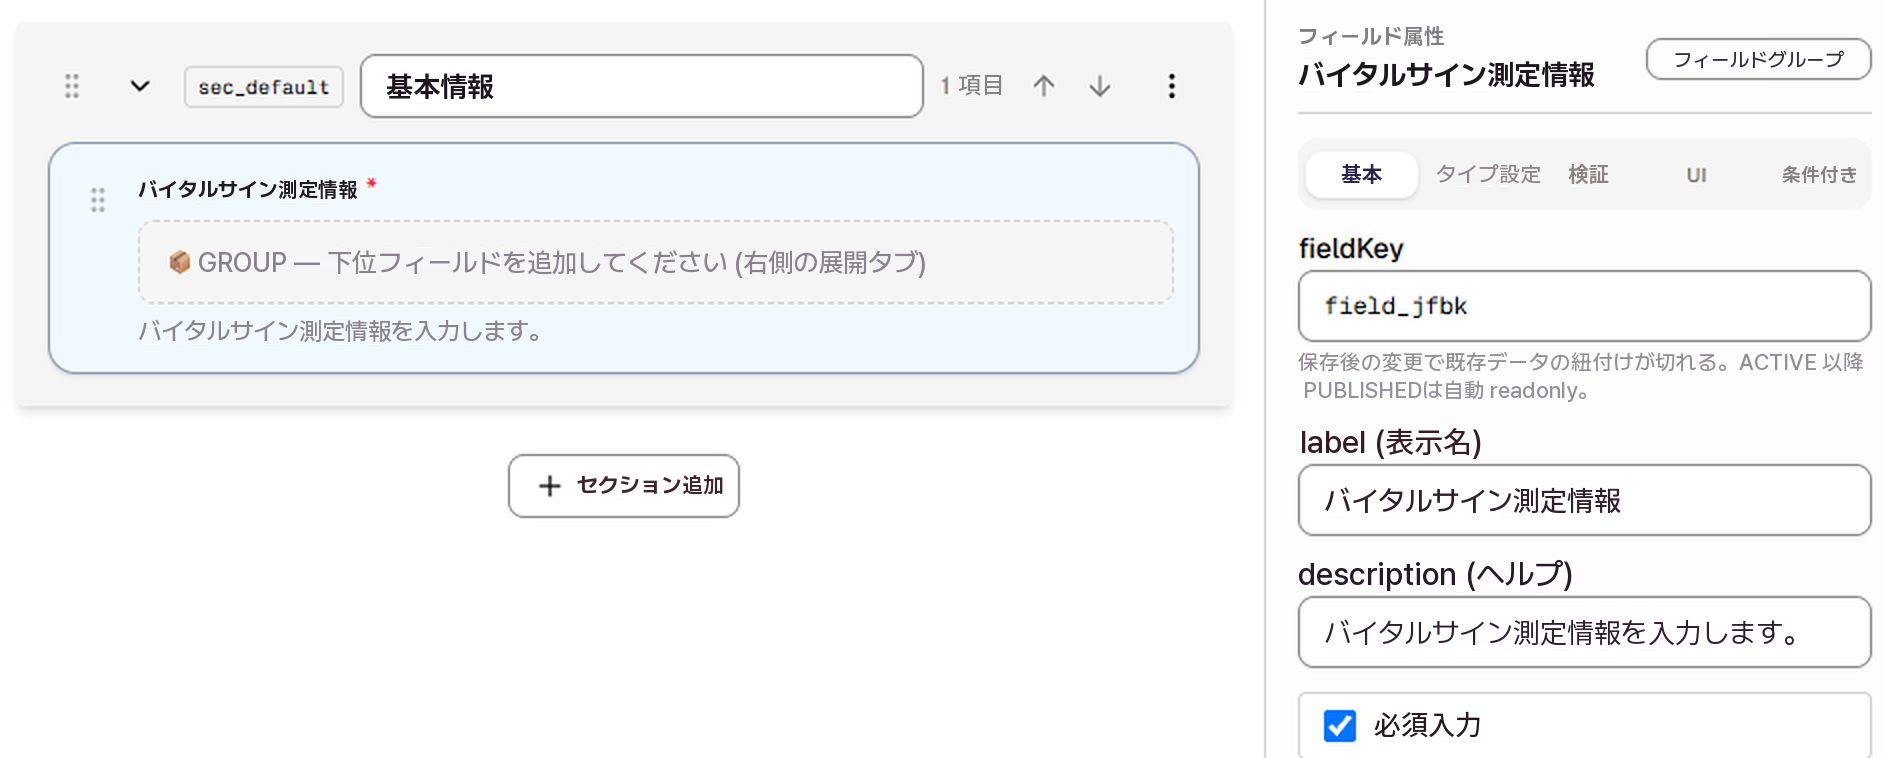 sec_default
基本情報
1 項目
バイタルサイン測定情報 *
GROUP — 下位フィールドを追加してください (右側の展開タブ)
バイタルサイン測定情報を入力します。
セクション追加
フィールド属性
バイタルサイン測定情報
フィールドグループ
基本 タイプ設定 検証 UI 条件付き
fieldKey
field_jfbk
保存後の変更で既存データの紐付けが切れる。ACTIVE 以降
PUBLISHEDは自動 readonly。
label (表示名)
バイタルサイン測定情報
description (ヘルプ)
バイタルサイン測定情報を入力します。
必須入力